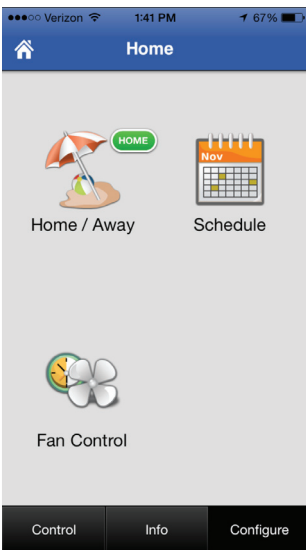 Verizon 1:41 PM 67%
Home
HOME
Nov
Home / Away Schedule
Fan Control
Control Info Configure